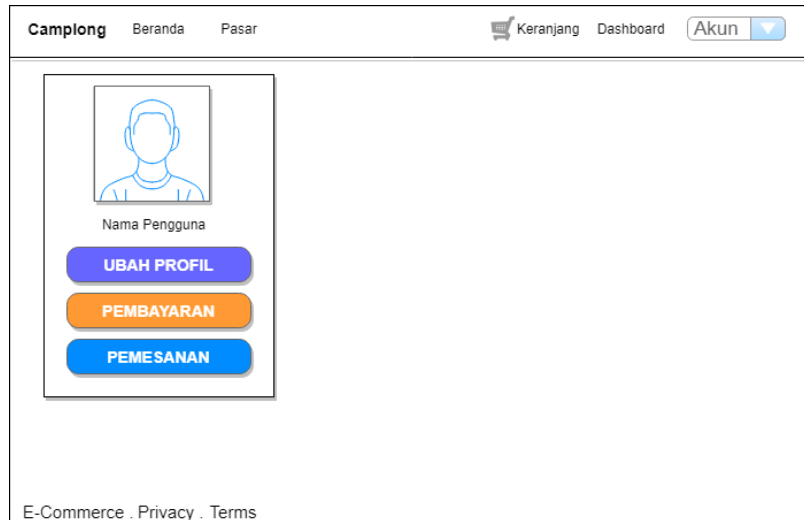 Camplong Beranda Pasar Keranjang Dashboard Akun
Nama Pengguna
UBAH PROFIL
PEMBAYARAN
PEMESANAN
E-Commerce . Privacy . Terms